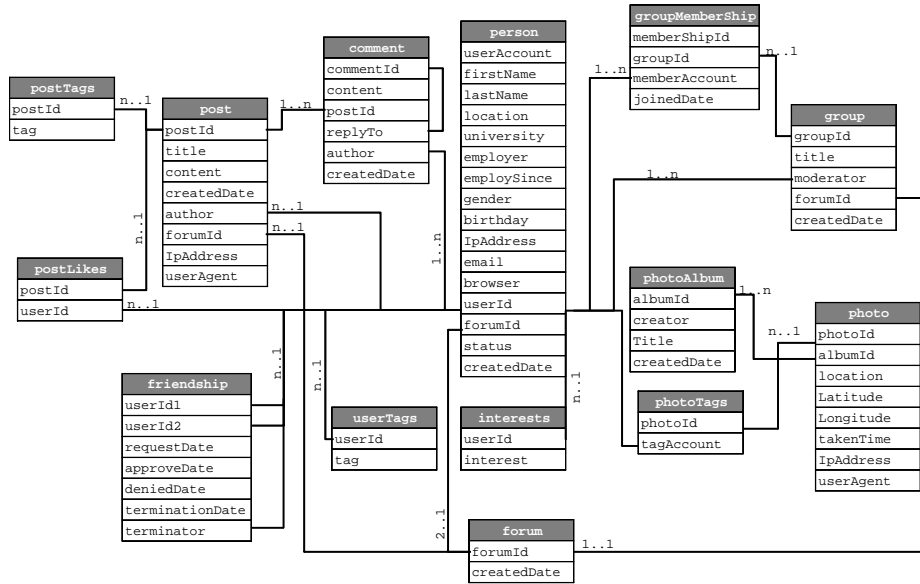 postTags
postId
tag
post
postId
title
content
createdDate
author
forumId
IpAddress
userAgent
postLikes
postId
userId
comment
commentId
content
postId
replyTo
author
createdDate
person
userAccount
firstName
lastName
location
university
employer
employSince
gender
birthday
IpAddress
email
browser
userId
forumId
status
createdDate
groupMemberShip
memberShipId
groupId
memberAccount
joinedDate
group
groupId
title
moderator
forumId
createdDate
photoAlbum
albumId
creator
Title
createdDate
photo
photoId
albumId
location
Latitude
Longitude
takenTime
IpAddress
userAgent
photoTags
photoId
tagAccount
friendship
userId1
userId2
requestDate
approveDate
deniedDate
terminationDate
terminator
userTags
userId
tag
interests
userId
interest
forum
forumId
createdDate
n..1
1..n
n..1
n..1
n..1
n..1
1..n
n..1
n..1
2..1
n..1
1..n
n..1
1..n
1..n
n..1
1..1